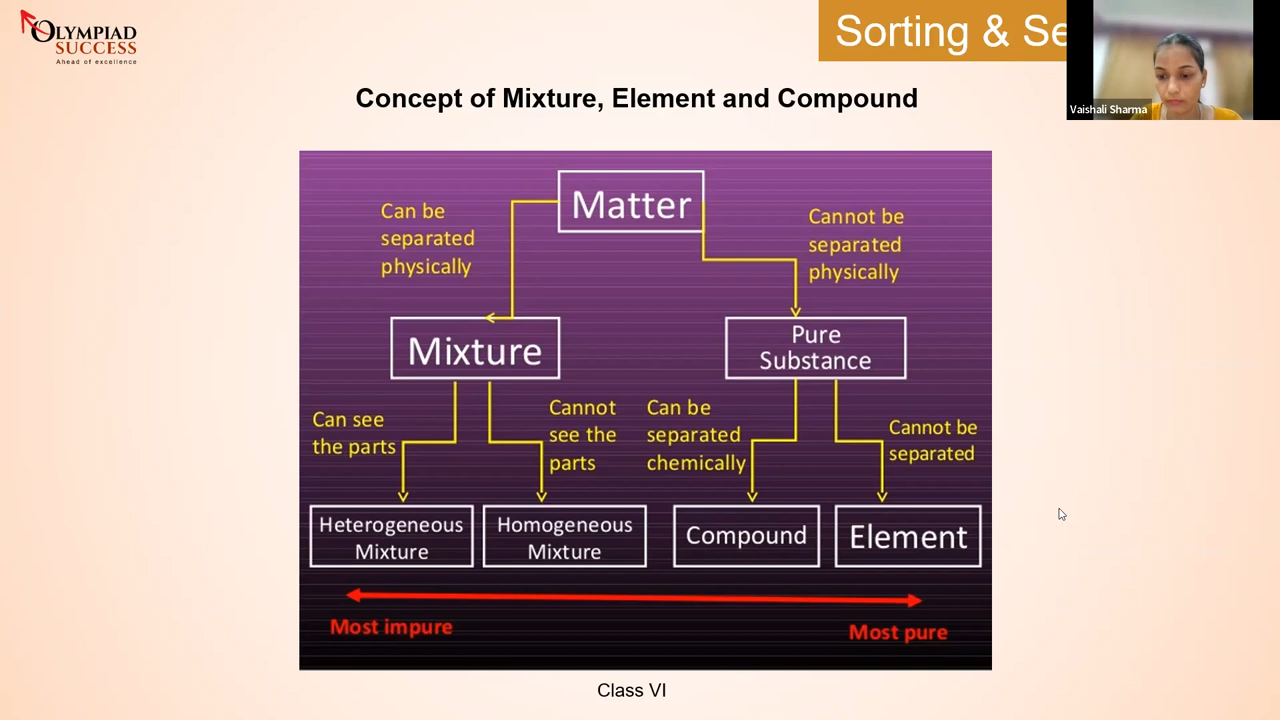 OLYMPIAD
SUCCESS
Ahead of excellence
Sorting & Se
Vaishali Sharma
Concept of Mixture, Element and Compound
Matter
Can be
separated
physically
Cannot be
separated
physically
Mixture
Pure
Substance
Can see
the parts
Cannot
see the
parts
Can be
separated
chemically
Cannot be
separated
Heterogeneous
Mixture
Homogeneous
Mixture
Compound
Element
Most impure
Most pure
Class VI